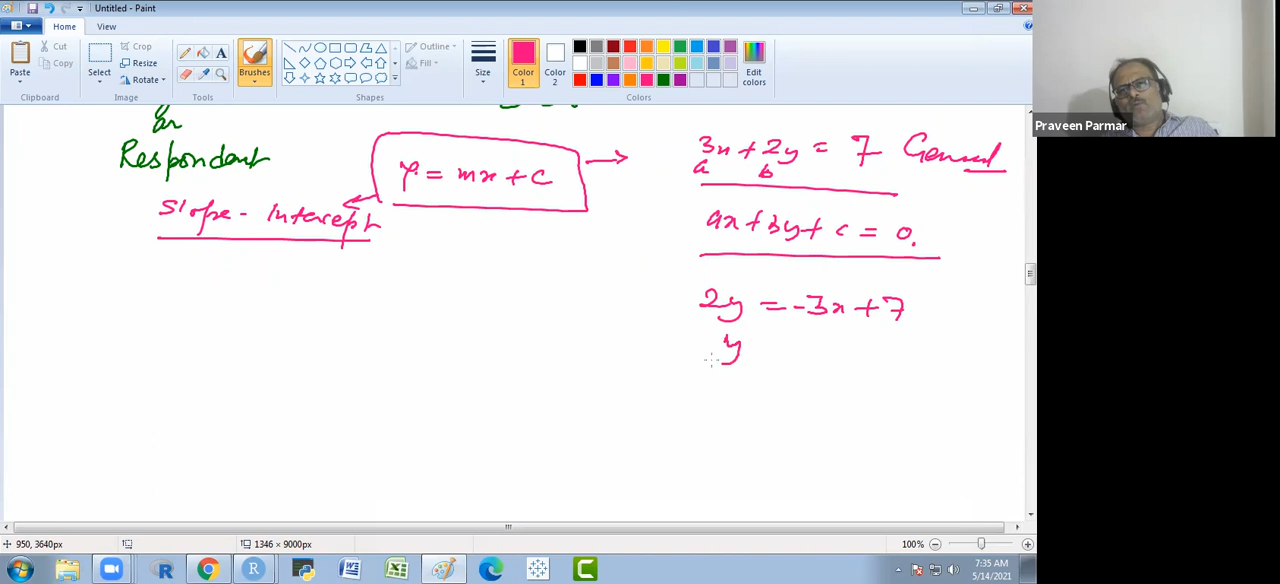 Untitled - Paint
Home View
Paste
Cut
Copy
Clipboard
Select
Crop
Resize
Rotate
Image
Tools
Brushes
Shapes
Outline
Fill
Size
Color 1
Color 2
Edit colors
Colors
Praveen Parmar
or
Respondent
Y = mx + c
Slope - intercept
3x + 2y = 7 General
a b
ax + by + c = 0.
2y = -3x + 7
y
950, 3640px
1346 × 9000px
100%
7:35 AM
5/14/2021